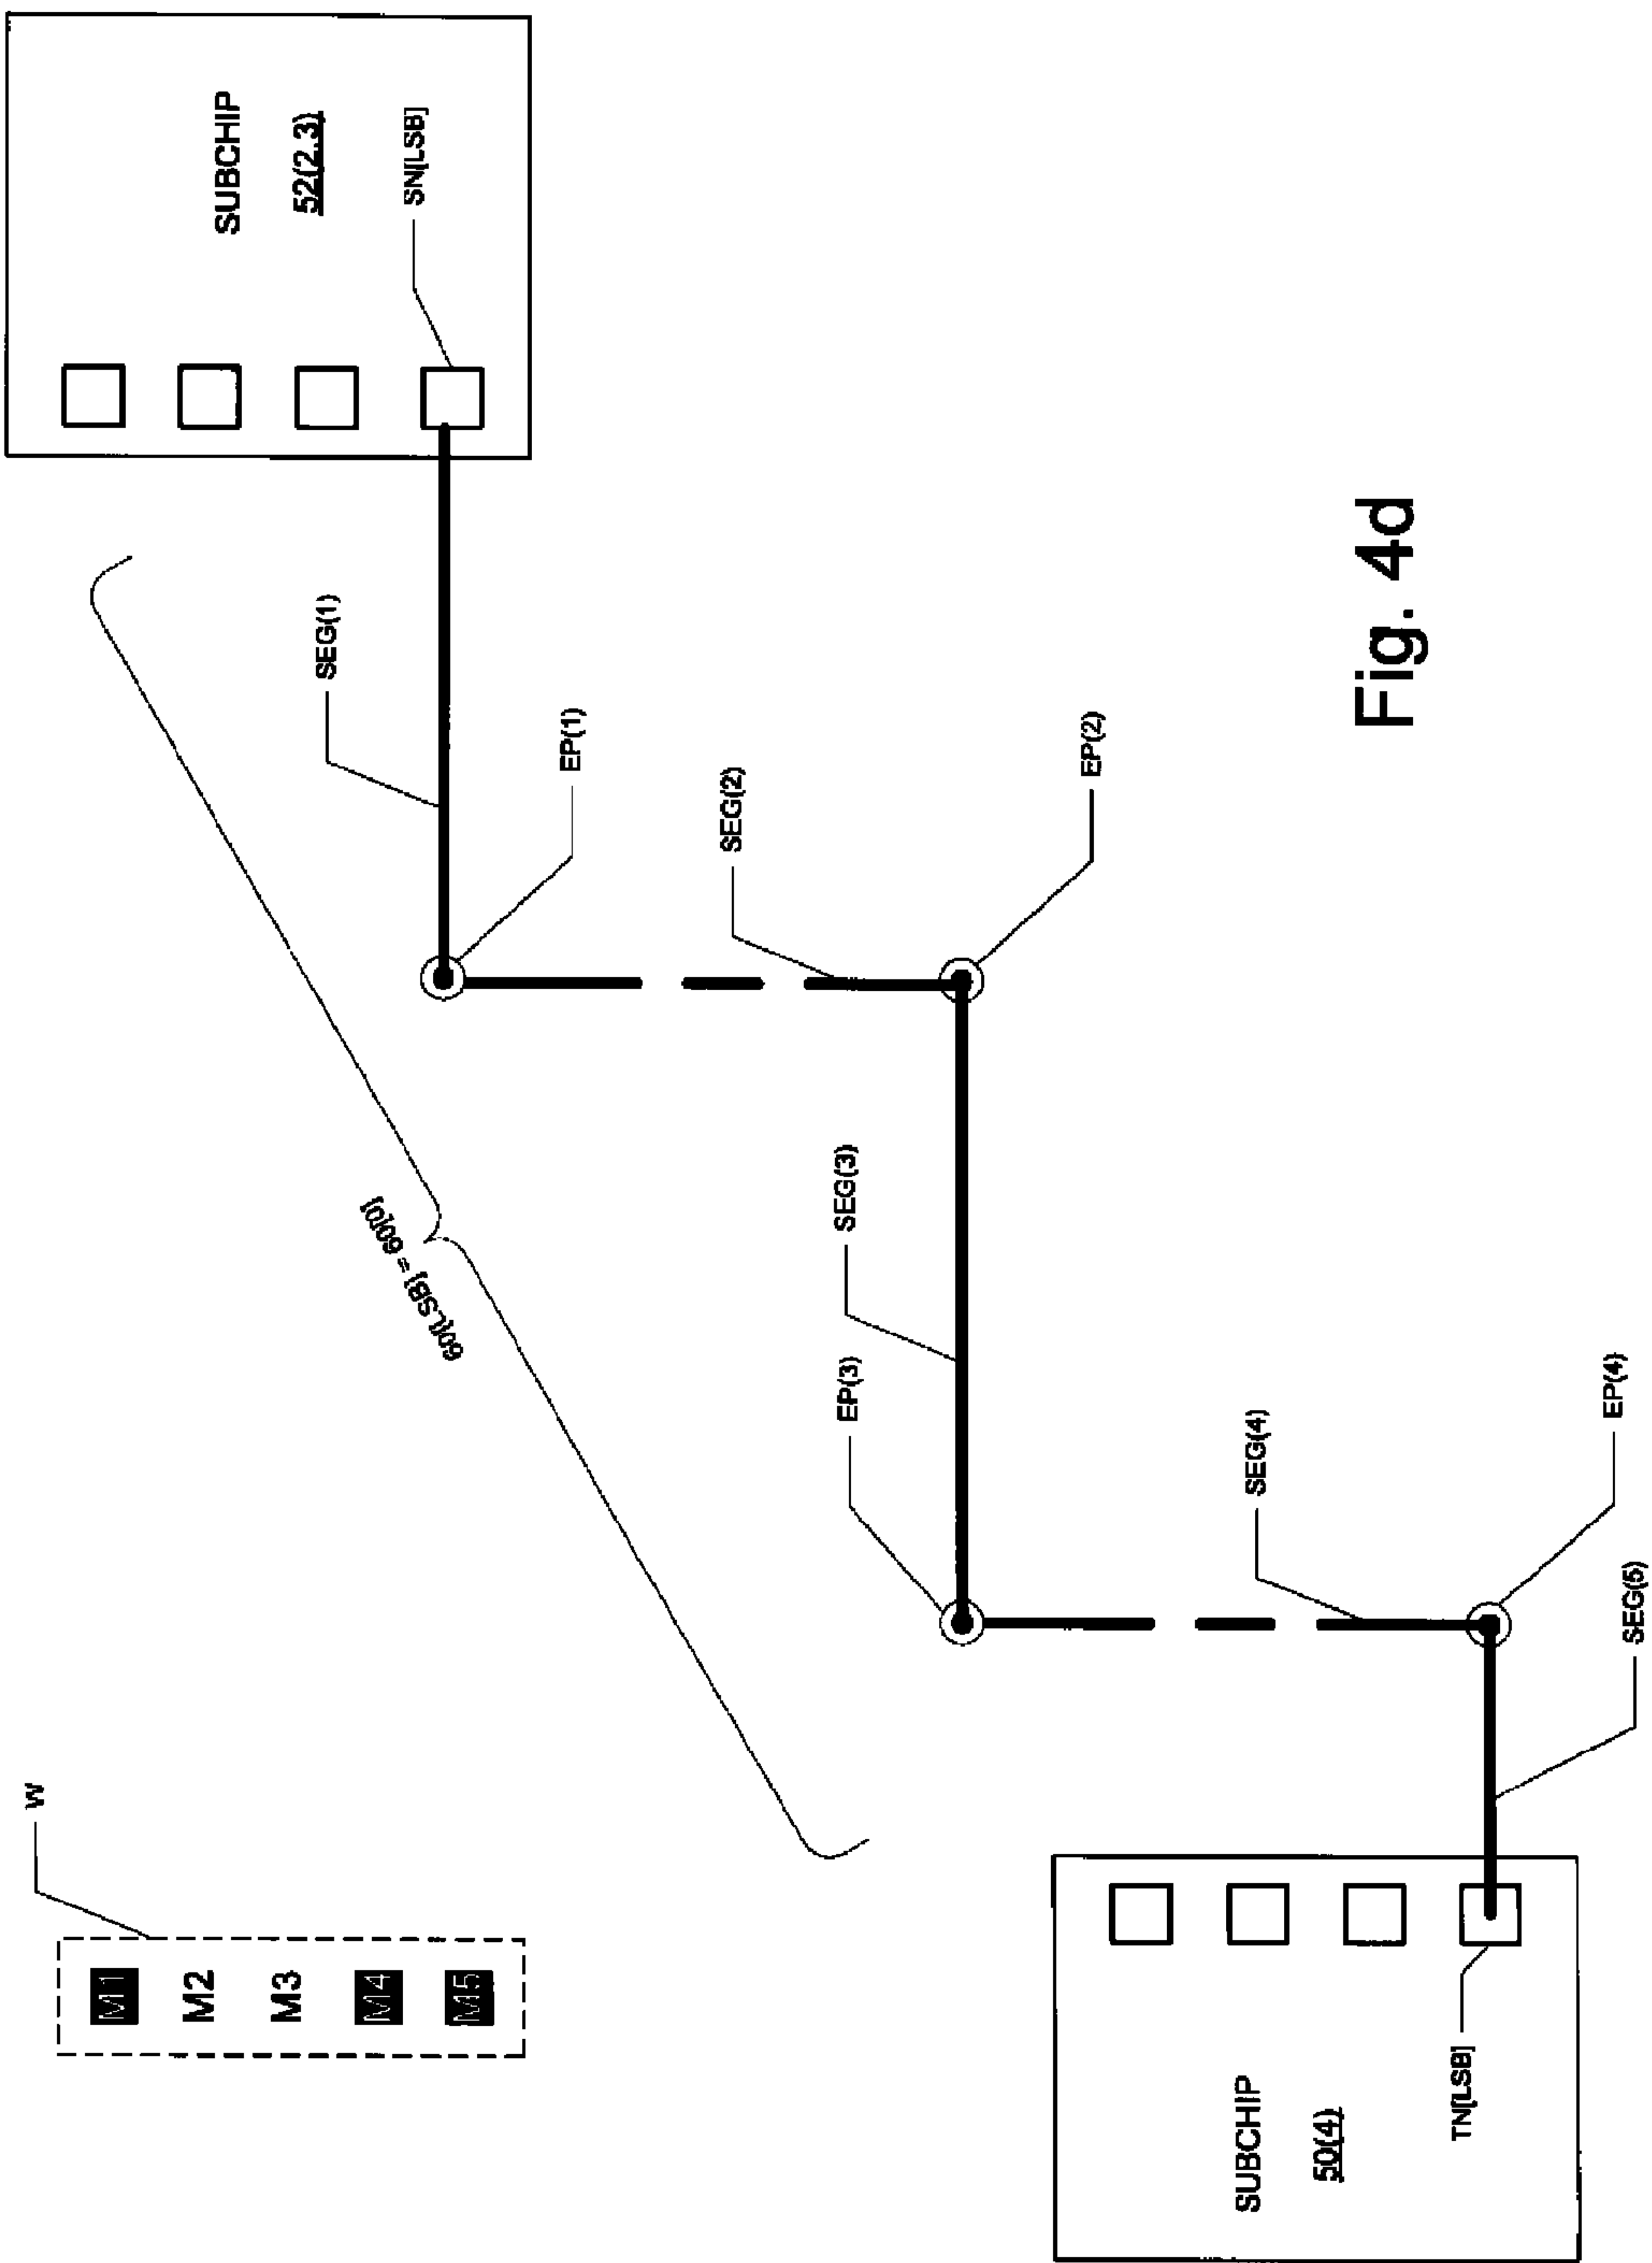 W
M1
M2
M3
M4
M5
60[LSB] = 60[0]
SUBCHIP
52(2.3)
SN[LSB]
SEG(1)
EP(1)
SEG(2)
EP(2)
SEG(3)
EP(3)
SEG(4)
EP(4)
SEG(5)
SUBCHIP
50(4)
TN[LSB]
Fig. 4d